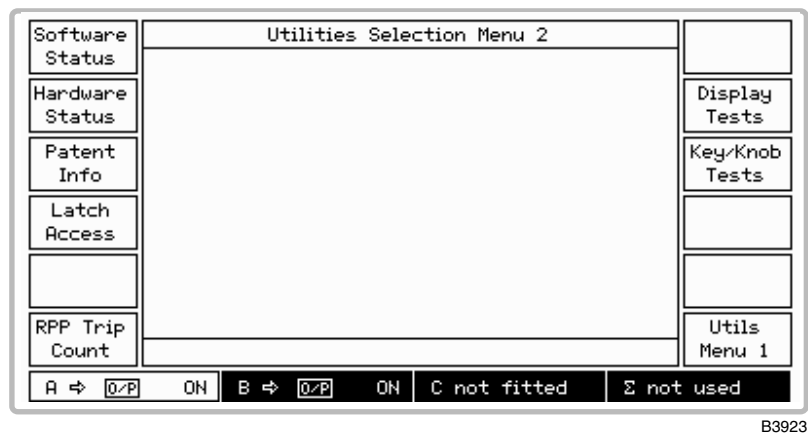 Utilities Selection Menu 2
Software
Status
Hardware
Status
Patent
Info
Latch
Access
RPP Trip
Count
Display
Tests
Key/Knob
Tests
Utils
Menu 1
A ⇨ O/P ON B ⇨ O/P ON C not fitted Σ not used
B3923